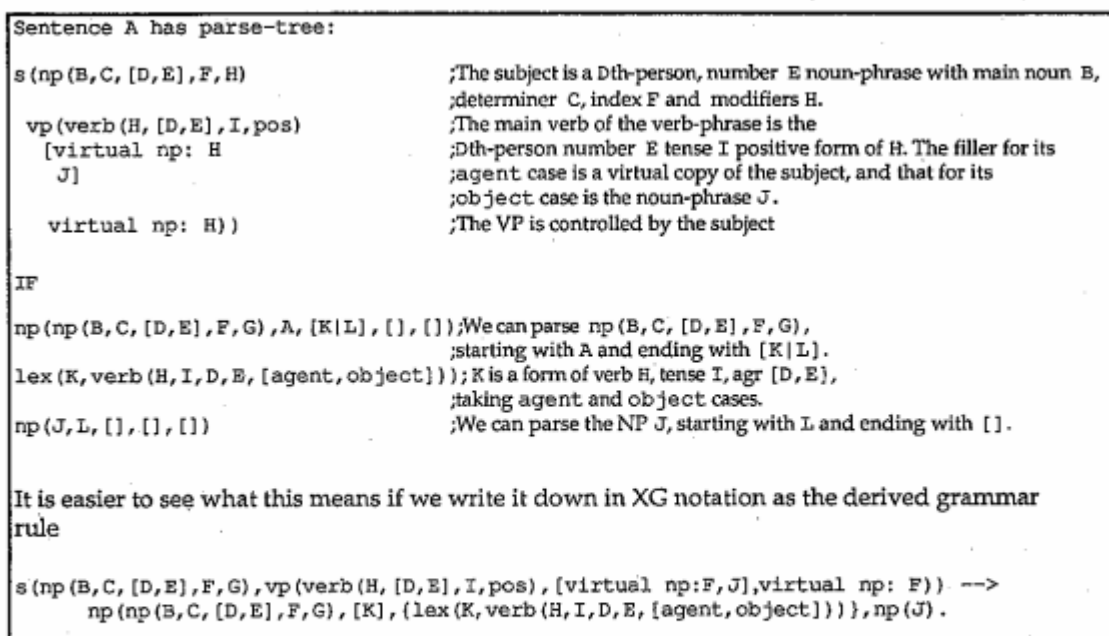 Sentence A has parse-tree:
s(np(B,C,[D,E],F,H) ;The subject is a Dth-person, number E noun-phrase with main noun B,
;determiner C, index F and modifiers H.
vp(verb(H,[D,E],I,pos) ;The main verb of the verb-phrase is the
[virtual np: H ;Dth-person number E tense I positive form of H. The filler for its
J] ;agent case is a virtual copy of the subject, and that for its
;object case is the noun-phrase J.
virtual np: H)) ;The VP is controlled by the subject
IF
np(np(B,C,[D,E],F,G),A,[K|L],[],[]);We can parse np(B,C,[D,E],F,G),
;starting with A and ending with [K|L].
lex(K,verb(H,I,D,E,[agent,object]));K is a form of verb H, tense I, agr [D,E],
;taking agent and object cases.
np(J,L,[],[],[]) ;We can parse the NP J, starting with L and ending with [].
It is easier to see what this means if we write it down in XG notation as the derived grammar
rule
s(np(B,C,[D,E],F,G),vp(verb(H,[D,E],I,pos),[virtual np:F,J],virtual np: F)) -->
np(np(B,C,[D,E],F,G),[K],{lex(K,verb(H,I,D,E,[agent,object]))},np(J).